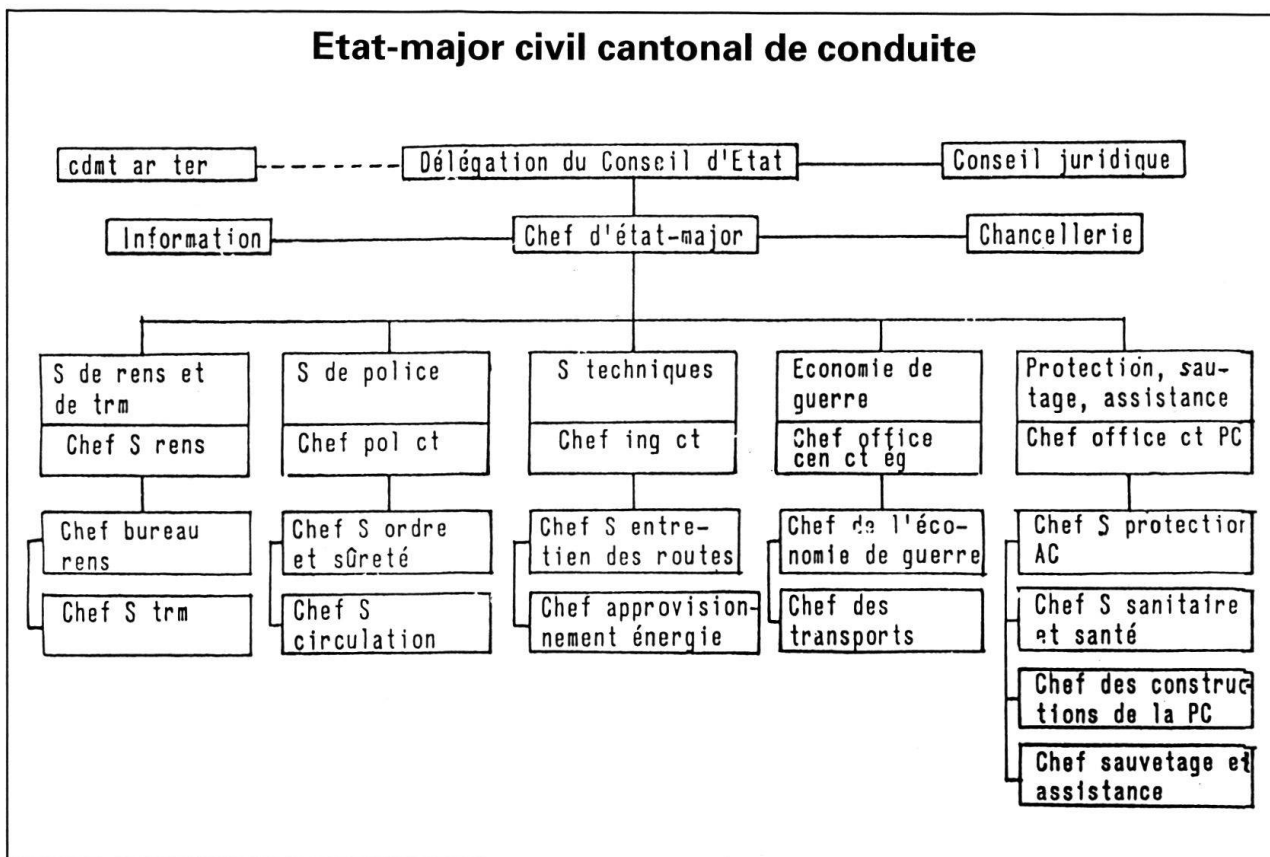 Etat-major civil cantonal de conduite
cdmt ar ter
Délégation du Conseil d'Etat
Conseil juridique
Information
Chef d'état-major
Chancellerie
S de rens et
de trm
Chef S rens
S de police
Chef pol ct
S techniques
Chef ing ct
Economie de
guerre
Chef office
cen ct ég
Protection, sau-
tage, assistance
Chef office ct PC
Chef bureau
rens
Chef S trm
Chef S ordre
et sûreté
Chef S
circulation
Chef S entre-
tien des routes
Chef approvision-
nement énergie
Chef de l'éco-
nomie de guerre
Chef des
transports
Chef S protection
AC
Chef S sanitaire
et santé
Chef des construc-
tions de la PC
Chef sauvetage et
assistance